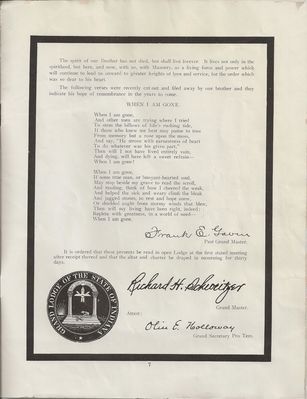 The spirit of our Brother has not died, but shall live forever. It lives not only in the
spiritland, but here, and now, with us, with Masonry, as a living force and power which
will continue to lead us onward to greater heights of love and service, for the order which
was so dear to his heart.
The following verses were recently cut out and filed away by our brother and they
indicate his hope of remembrance in the years to come.
WHEN I AM GONE.
When I am gone,
And other men are trying where I tried
To stem the billows of life's rushing tide,
If those who knew me best may pause to
From memory but a rose upon the moss,
And say, "He strove with earnestness of heart
To do whatever was his given part,"
Then will I not have lived entirely vain,
And dying, will have left a sweet refrain—
When I am gone!
When I am gone,
If some true man, or lone-hearted soul,
May stop beside my grave to read the scroll,
And reading, think of how I cheered the weak,
And helped the sick and weary climb the bleak
And jagged stones, to rest and hope anew,
Or shielded again from stormy winds that blew,
Then will my living have been right, indeed;
Replete with greatness, in a world of need—
When I am gone.
Frank E. Gavin
Past Grand Master.
It is ordered that these presents be read in open Lodge at the first stated meeting
after receipt thereof and that the altar and charter be draped in mourning for thirty
days.
GRAND LODGE OF THE STATE OF INDIANA
Richard H. Schweitzer
Grand Master.
Attest:
Olin E. Holloway
Grand Secretary Pro Tem.
7